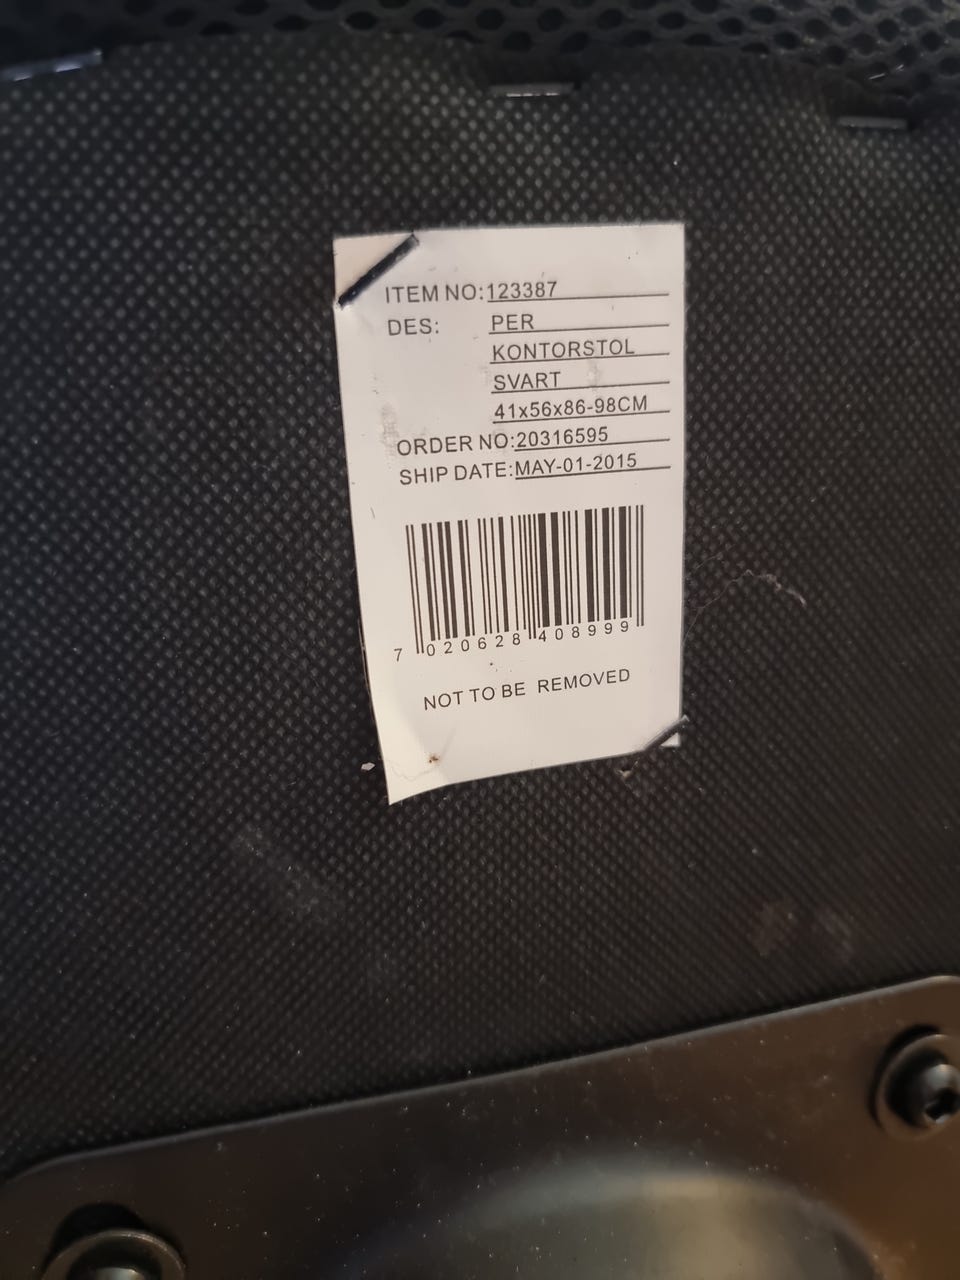 ITEM NO:123387
DES: PER
KONTORSTOL
SVART
41x56x86-98CM
ORDER NO:20316595
SHIP DATE:MAY-01-2015
7 020628 408999
NOT TO BE REMOVED